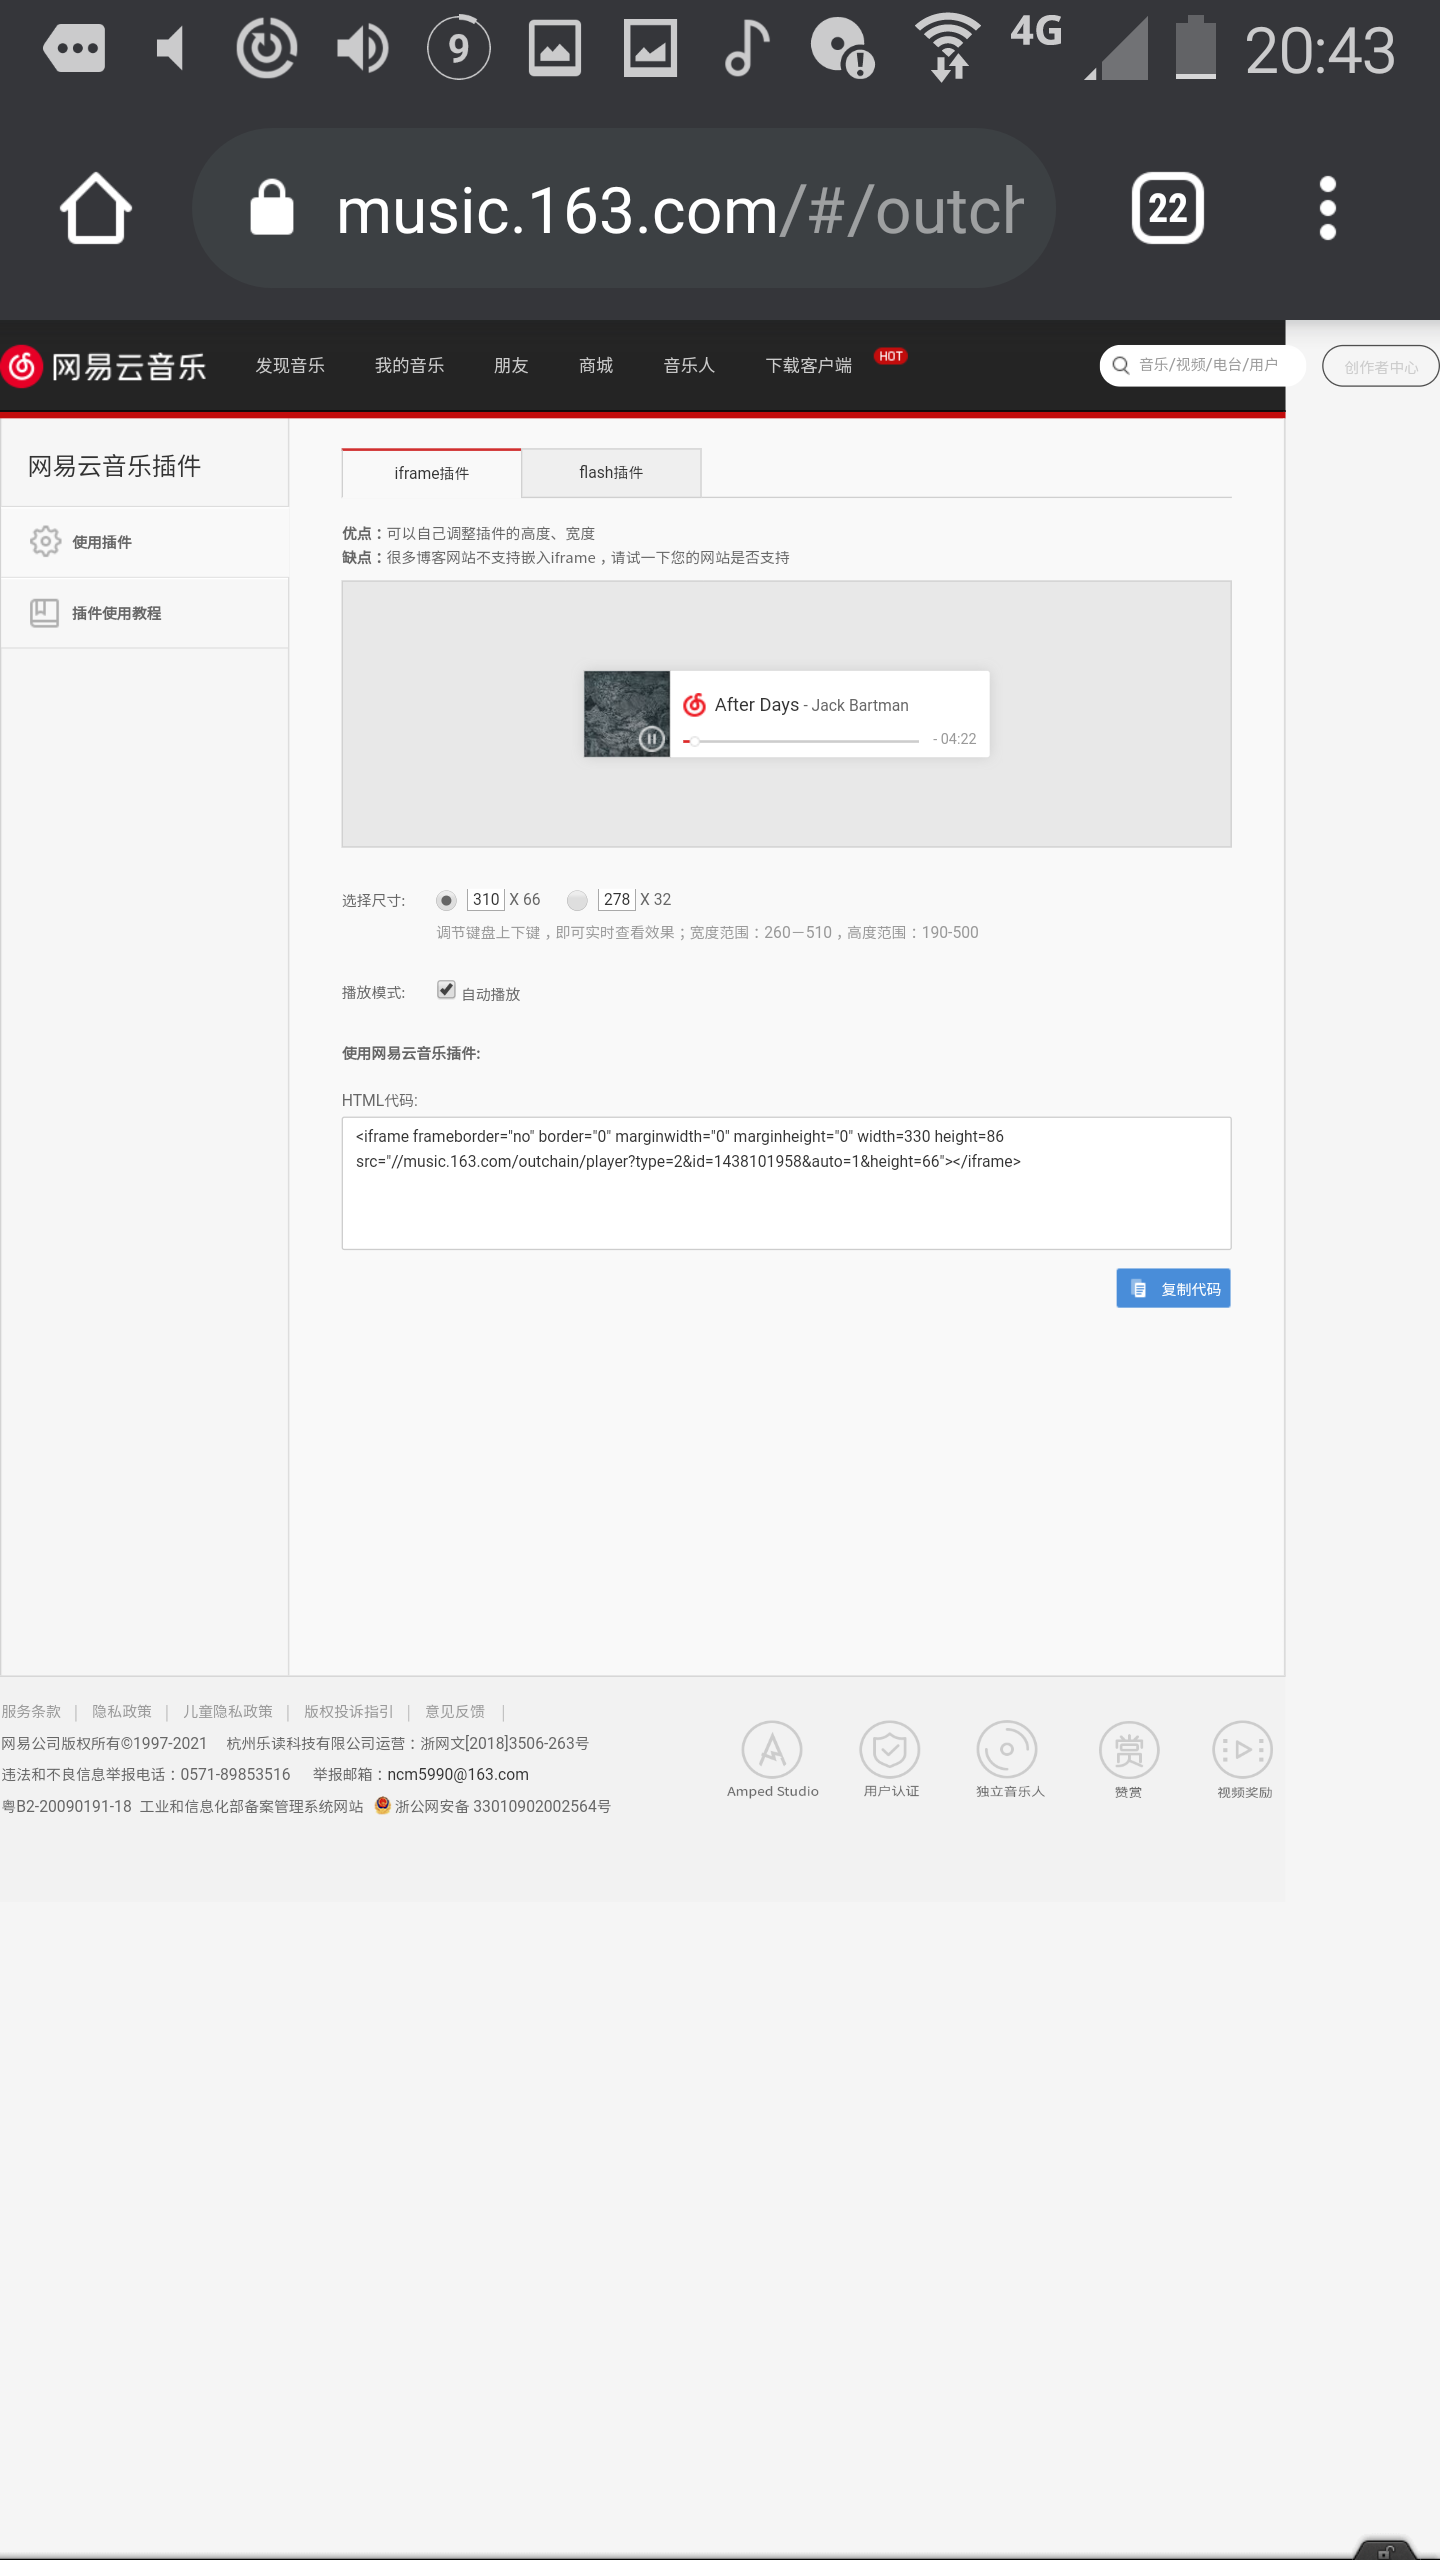 9
4G
20:43
music.163.com/#/outch
22
网易云音乐
发现音乐
我的音乐
朋友
商城
音乐人
下载客户端
HOT
音乐/视频/电台/用户
创作者中心
网易云音乐插件
使用插件
插件使用教程
iframe插件
flash插件
优点：可以自己调整插件的高度、宽度
缺点：很多博客网站不支持嵌入iframe，请试一下您的网站是否支持
After Days - Jack Bartman
- 04:22
选择尺寸: 310 X 66 278 X 32
调节键盘上下键，即可实时查看效果；宽度范围：260－510，高度范围：190-500
播放模式: 自动播放
使用网易云音乐插件:
HTML代码:
<iframe frameborder="no" border="0" marginwidth="0" marginheight="0" width=330 height=86
src="//music.163.com/outchain/player?type=2&id=1438101958&auto=1&height=66"></iframe>
复制代码
服务条款 | 隐私政策 | 儿童隐私政策 | 版权投诉指引 | 意见反馈 |
网易公司版权所有©1997-2021 杭州乐读科技有限公司运营：浙网文[2018]3506-263号
违法和不良信息举报电话：0571-89853516 举报邮箱：ncm5990@163.com
粤B2-20090191-18 工业和信息化部备案管理系统网站 浙公网安备 33010902002564号
Amped Studio
用户认证
独立音乐人
赏
赞赏
视频奖励